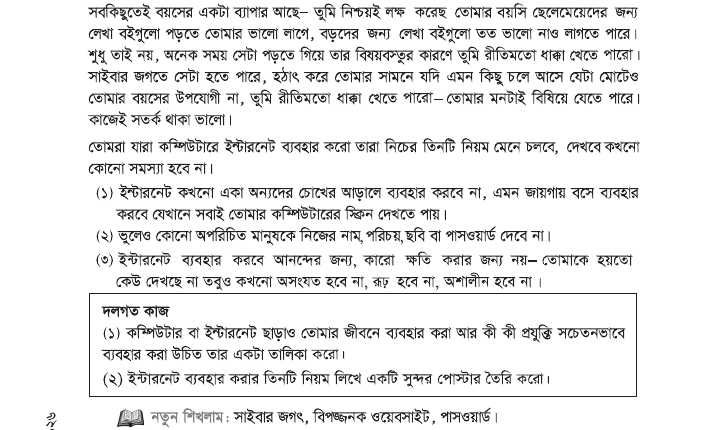 সবকিছুতেই বয়সের একটা ব্যাপার আছে– তুমি নিশ্চয়ই লক্ষ করেছ তোমার বয়সি ছেলেমেয়েদের জন্য
লেখা বইগুলো পড়তে তোমার ভালো লাগে, বড়দের জন্য লেখা বইগুলো তত ভালো নাও লাগতে পারে।
শুধু তাই নয়, অনেক সময় সেটা পড়তে গিয়ে তার বিষয়বস্তুর কারণে তুমি রীতিমতো ধাক্কা খেতে পারো।
সাইবার জগতে সেটা হতে পারে, হঠাৎ করে তোমার সামনে যদি এমন কিছু চলে আসে যেটা মোটেও
তোমার বয়সের উপযোগী না, তুমি রীতিমতো ধাক্কা খেতে পারো– তোমার মনটাই বিষিয়ে যেতে পারে।
কাজেই সতর্ক থাকা ভালো।
তোমরা যারা কম্পিউটারে ইন্টারনেট ব্যবহার করো তারা নিচের তিনটি নিয়ম মেনে চলবে, দেখবে কখনো
কোনো সমস্যা হবে না।
(১) ইন্টারনেট কখনো একা অন্যদের চোখের আড়ালে ব্যবহার করবে না, এমন জায়গায় বসে ব্যবহার
করবে যেখানে সবাই তোমার কম্পিউটারের স্ক্রিন দেখতে পায়।
(২) ভুলেও কোনো অপরিচিত মানুষকে নিজের নাম, পরিচয়, ছবি বা পাসওয়ার্ড দেবে না।
(৩) ইন্টারনেট ব্যবহার করবে আনন্দের জন্য, কারো ক্ষতি করার জন্য নয়– তোমাকে হয়তো
কেউ দেখছে না তবুও কখনো অসংযত হবে না, রূঢ় হবে না, অশালীন হবে না ।
দলগত কাজ
(১) কম্পিউটার বা ইন্টারনেট ছাড়াও তোমার জীবনে ব্যবহার করা আর কী কী প্রযুক্তি সচেতনভাবে
ব্যবহার করা উচিত তার একটা তালিকা করো।
(২) ইন্টারনেট ব্যবহার করার তিনটি নিয়ম লিখে একটি সুন্দর পোস্টার তৈরি করো।
নতুন শিখলাম : সাইবার জগৎ, বিপজ্জনক ওয়েবসাইট, পাসওয়ার্ড।